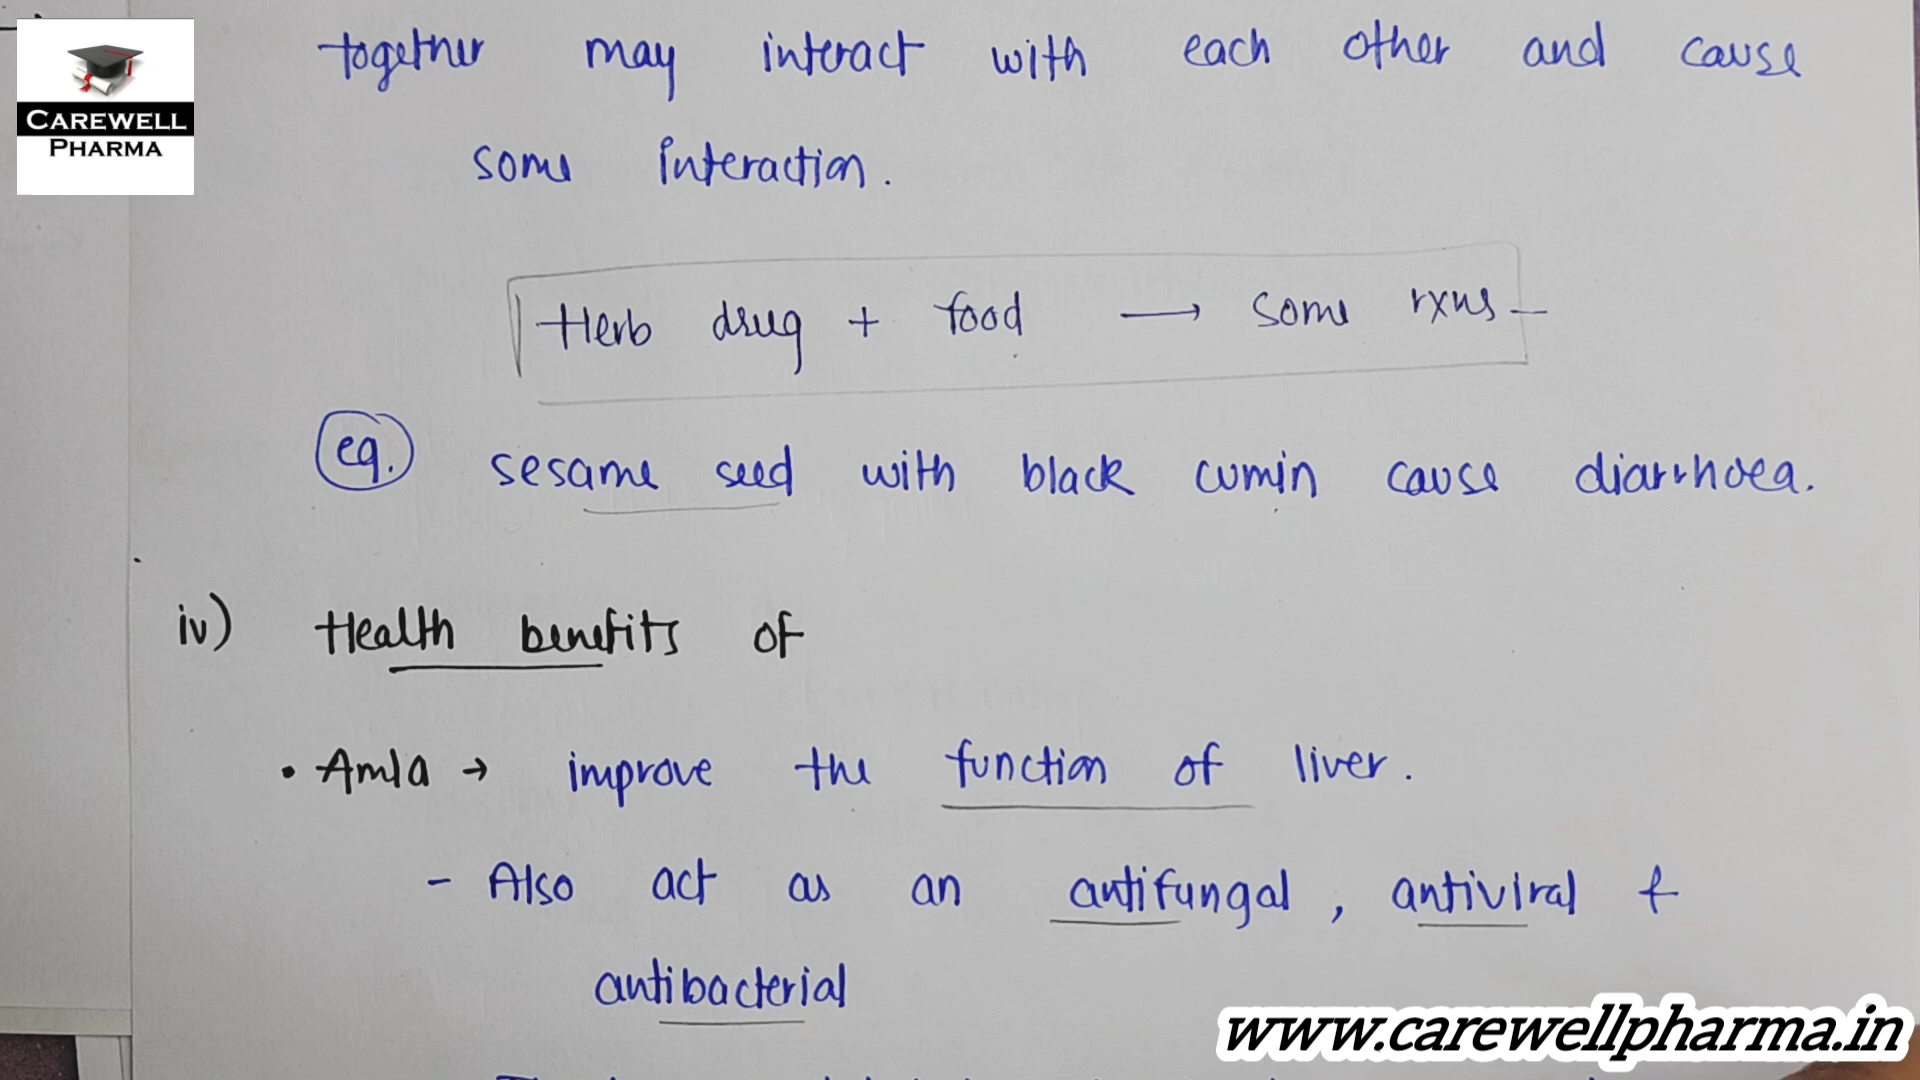 CAREWELL
PHARMA
together may interact with each other and cause
some interaction.
Herb drug + food → some rxns
eg. sesame seed with black cumin cause diarrhoea.
iv) Health benefits of
• Amla → improve the function of liver.
- Also act as an antifungal, antiviral &
antibacterial
www.carewellpharma.in